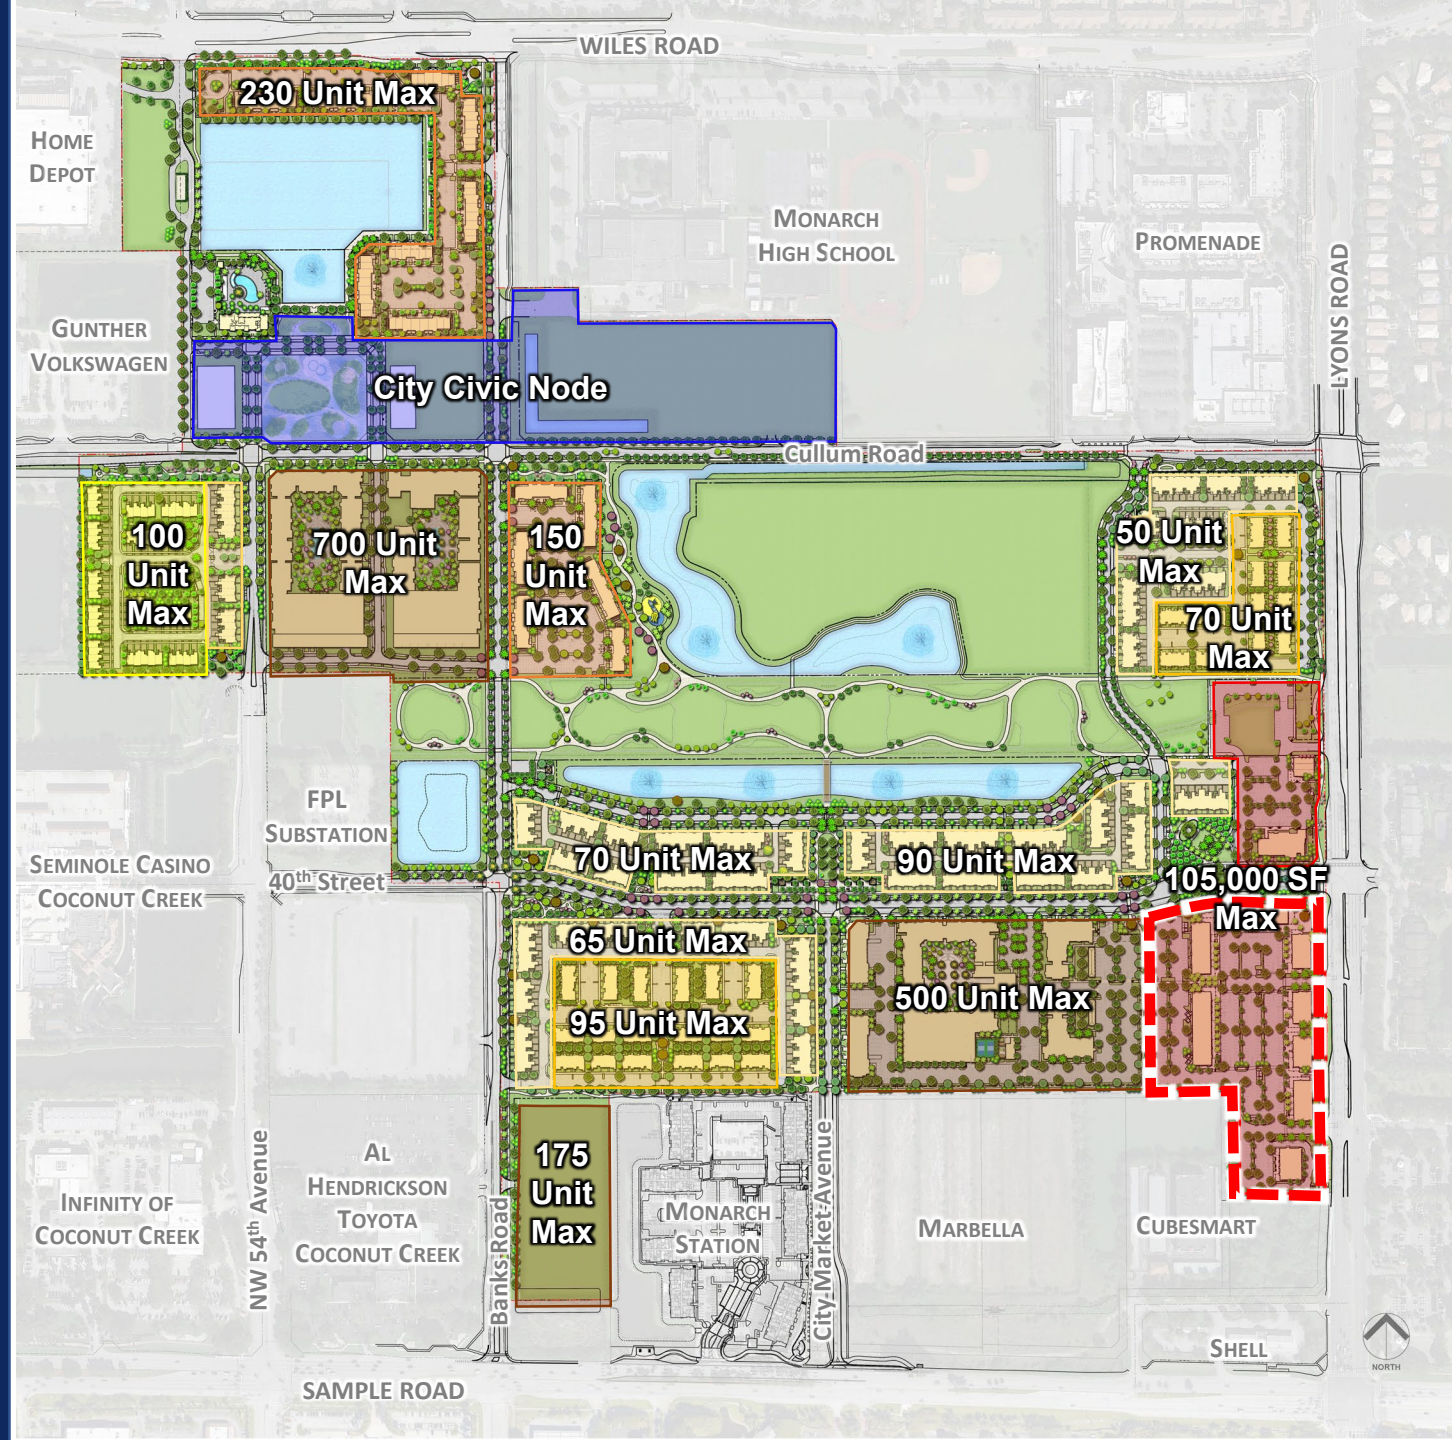 WILES ROAD
230 Unit Max
HOME
DEPOT
MONARCH
HIGH SCHOOL
PROMENADE
LYONS ROAD
GUNTHER
VOLKSWAGEN
City Civic Node
Cullum Road
100
Unit
Max
700 Unit
Max
150
Unit
Max
50 Unit
Max
70 Unit
Max
FPL
SUBSTATION
SEMINOLE CASINO
COCONUT CREEK
40th Street
70 Unit Max
90 Unit Max
105,000 SF
Max
65 Unit Max
95 Unit Max
500 Unit Max
175
Unit
Max
NW 54th Avenue
AL
HENDRICKSON
TOYOTA
COCONUT CREEK
INFINITY OF
COCONUT CREEK
Banks Road
MONARCH
STATION
City Market Avenue
MARBELLA
CUBESMART
SHELL
NORTH
SAMPLE ROAD